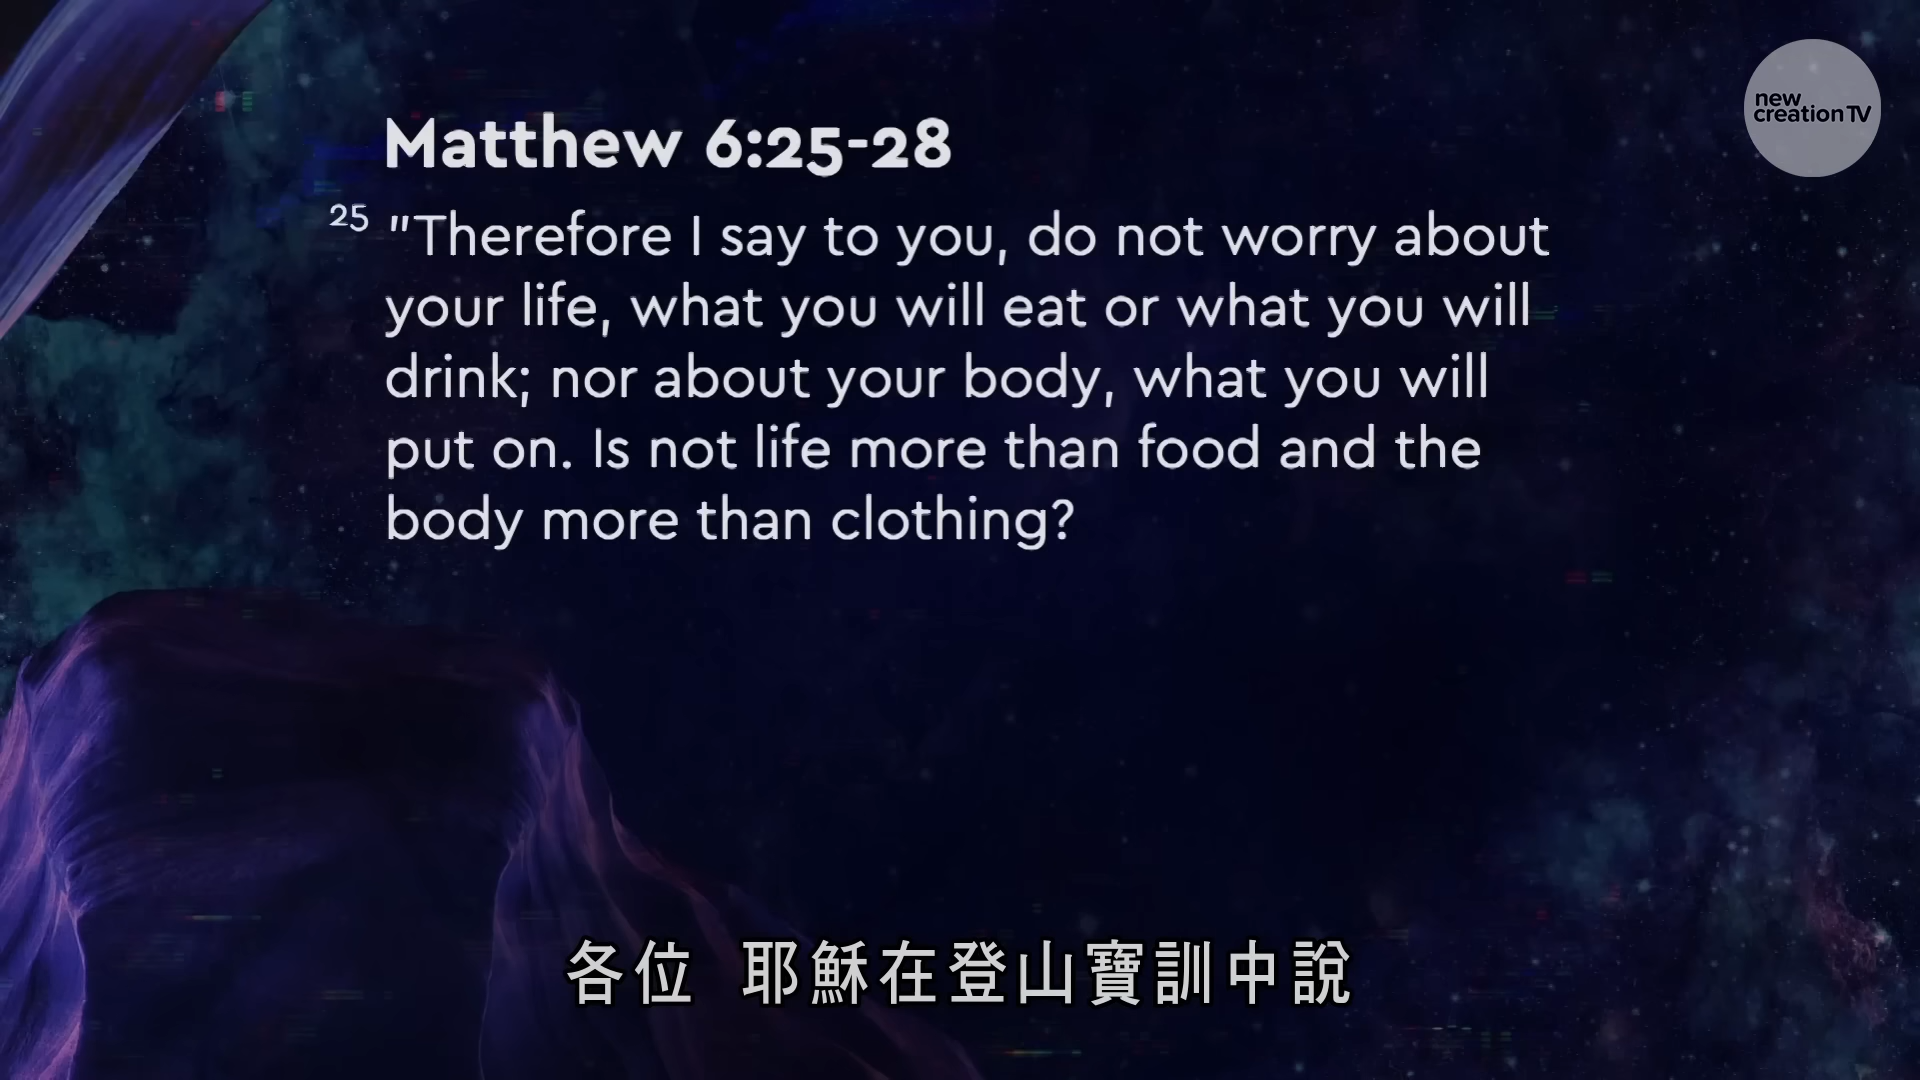 new
creation TV
Matthew 6:25-28
25 "Therefore I say to you, do not worry about
your life, what you will eat or what you will
drink; nor about your body, what you will
put on. Is not life more than food and the
body more than clothing?
各位 耶穌在登山寶訓中說